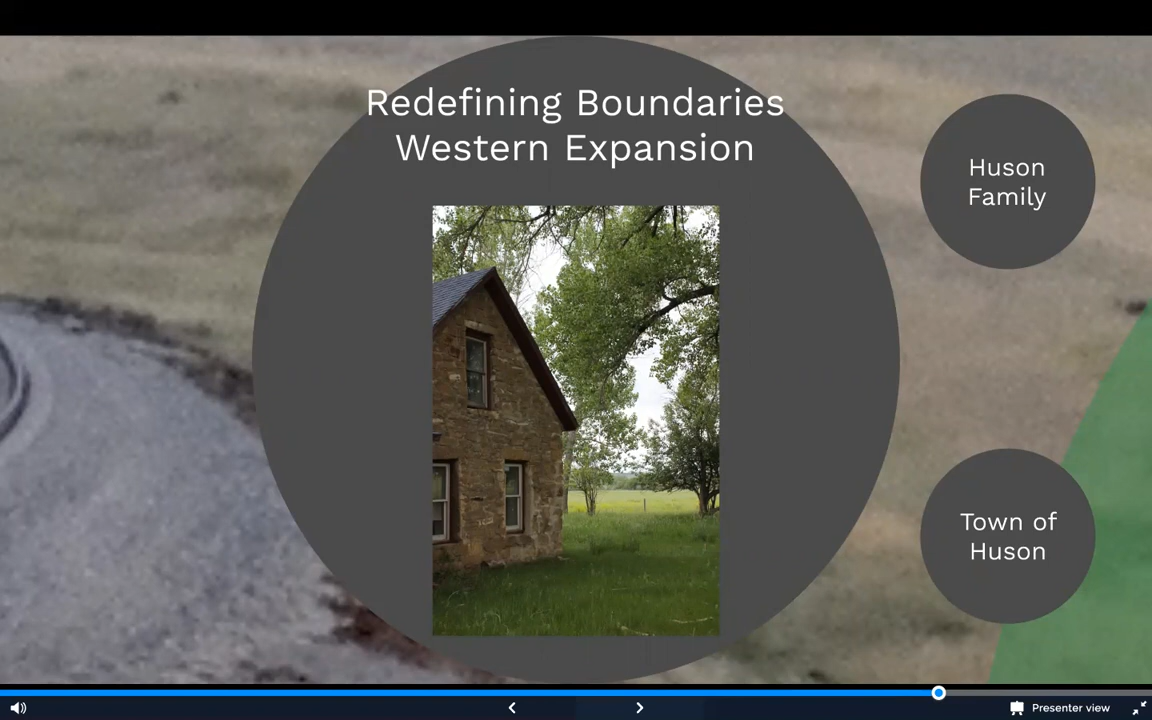 Redefining Boundaries
Western Expansion
Huson
Family
Town of
Huson
Presenter view